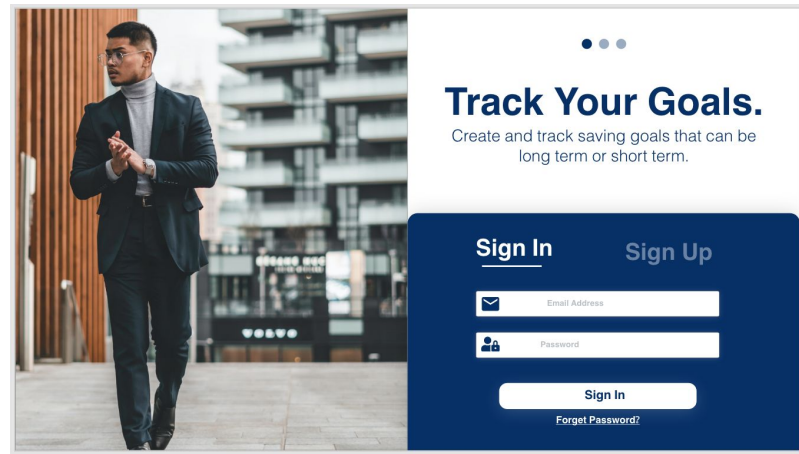 Track Your Goals.
Create and track saving goals that can be
long term or short term.
Sign In
Sign Up
Email Address
Password
Sign In
Forget Password?
VOLVO